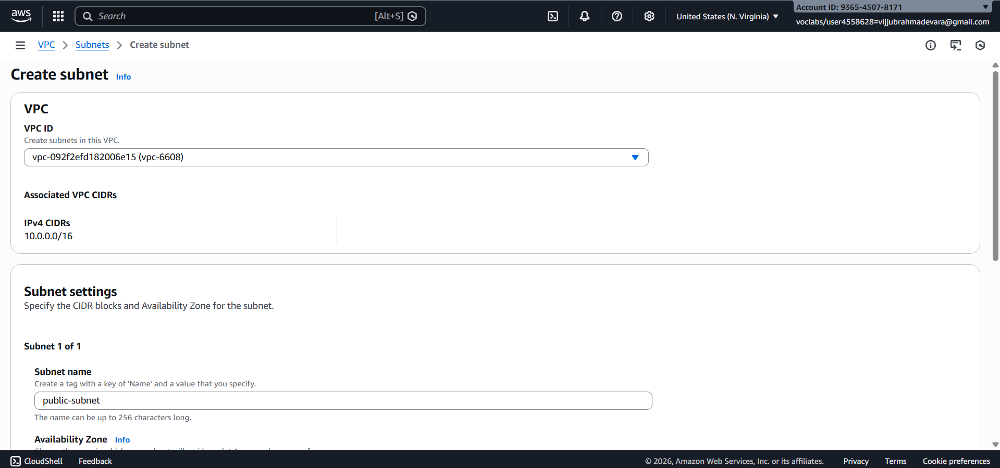 aws
Search [Alt+S]
United States (N. Virginia)
Account ID: 9365-4507-8171
voclabs/user4558628=vijjubrahmadevara@gmail.com
VPC
Subnets
Create subnet
Create subnet Info
VPC
VPC ID
Create subnets in this VPC.
vpc-092f2efd182006e15 (vpc-6608)
Associated VPC CIDRs
IPv4 CIDRs
10.0.0.0/16
Subnet settings
Specify the CIDR blocks and Availability Zone for the subnet.
Subnet 1 of 1
Subnet name
Create a tag with a key of 'Name' and a value that you specify.
public-subnet
The name can be up to 256 characters long.
Availability Zone Info
CloudShell Feedback © 2026, Amazon Web Services, Inc. or its affiliates. Privacy Terms Cookie preferences